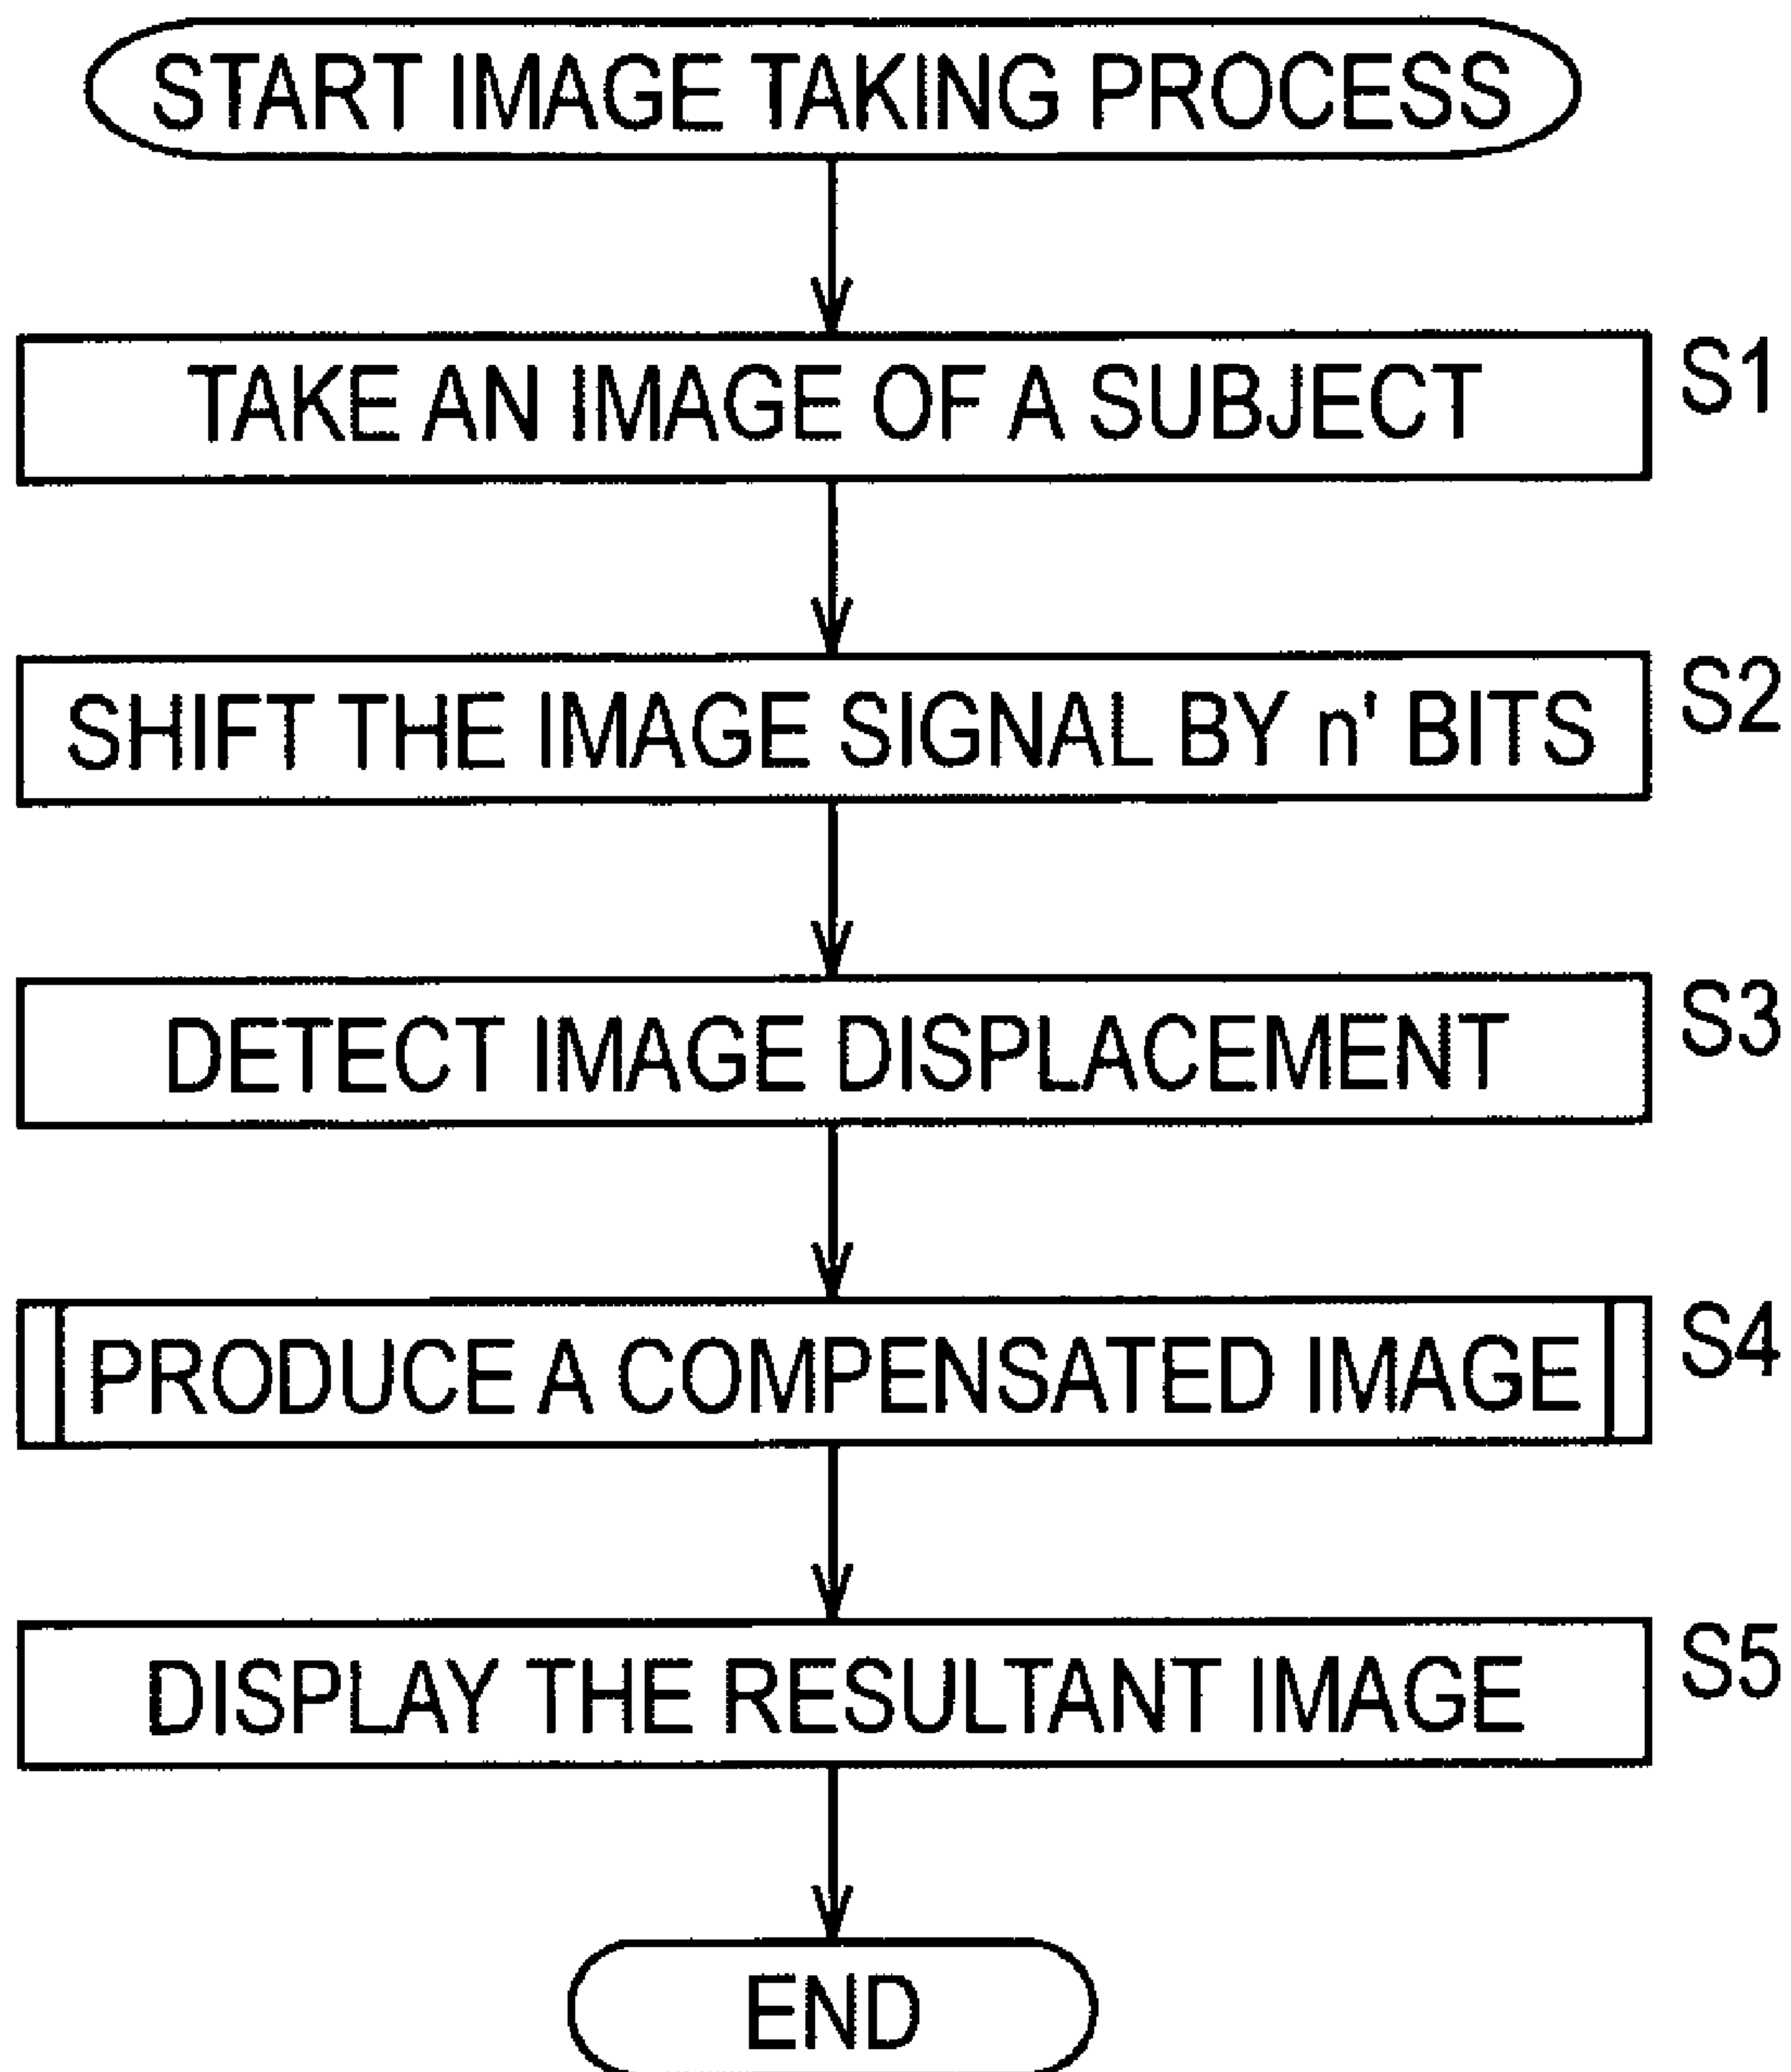 START IMAGE TAKING PROCESS
TAKE AN IMAGE OF A SUBJECT
S1
SHIFT THE IMAGE SIGNAL BY n' BITS
S2
DETECT IMAGE DISPLACEMENT
S3
PRODUCE A COMPENSATED IMAGE
S4
DISPLAY THE RESULTANT IMAGE
S5
END